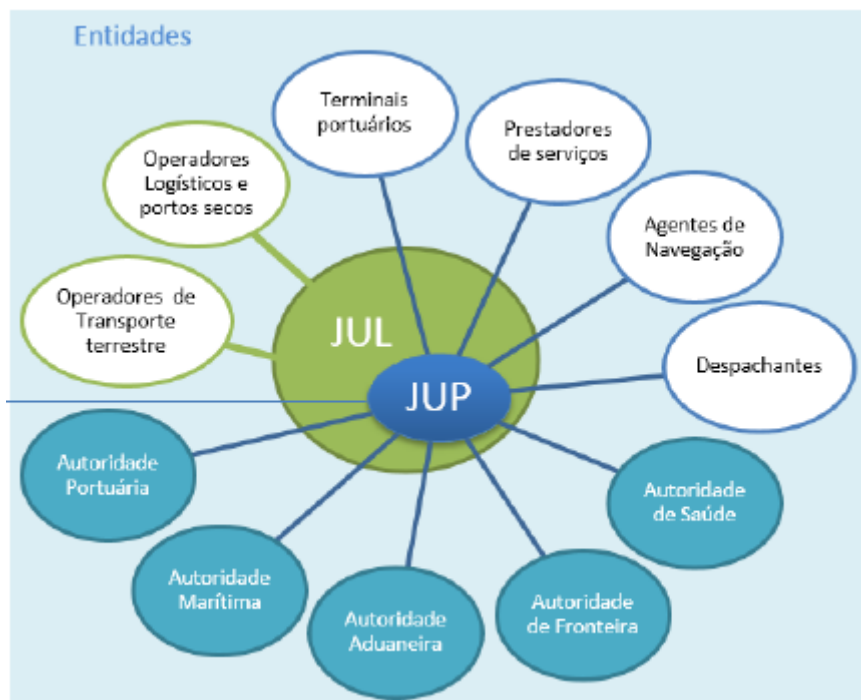 Entidades
Terminais
portuários
Prestadores
de serviços
Operadores
Logísticos e
portos secos
Agentes de
Navegação
Operadores de
Transporte
terrestre
JUL
Despachantes
JUP
Autoridade
Portuária
Autoridade
de Saúde
Autoridade
Marítima
Autoridade
Aduaneira
Autoridade
de Fronteira